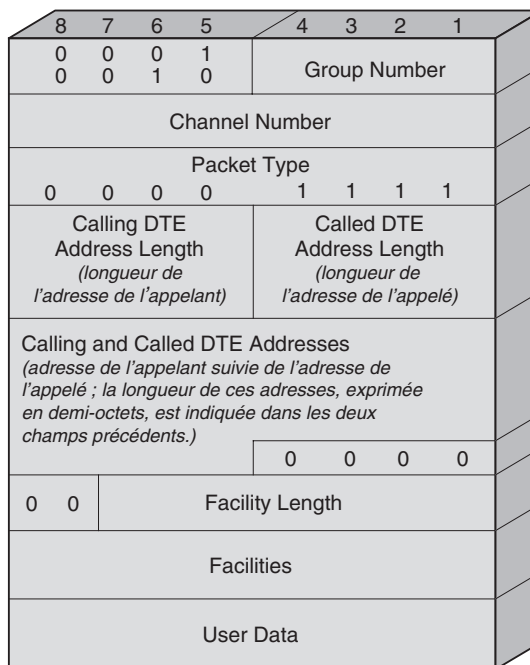 8 7 6 5 4 3 2 1
0 0 0 1
0 0 1 0
Group Number
Channel Number
Packet Type
0 0 0 0 1 1 1 1
Calling DTE
Address Length
(longueur de
l'adresse de l'appelant)
Called DTE
Address Length
(longueur de
l'adresse de l'appelé)
Calling and Called DTE Addresses
(adresse de l'appelant suivie de l'adresse de
l'appelé ; la longueur de ces adresses, exprimée
en demi-octets, est indiquée dans les deux
champs précédents.)
0 0 0 0
0 0 Facility Length
Facilities
User Data